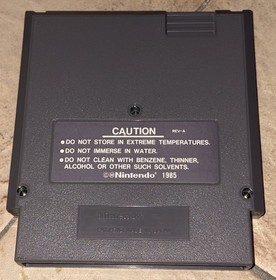 CAUTION REV-A
•DO NOT STORE IN EXTREME TEMPERATURES.
•DO NOT IMMERSE IN WATER.
•DO NOT CLEAN WITH BENZENE, THINNER,
ALCOHOL OR OTHER SUCH SOLVENTS.
©Ⓜ Nintendo® 1985